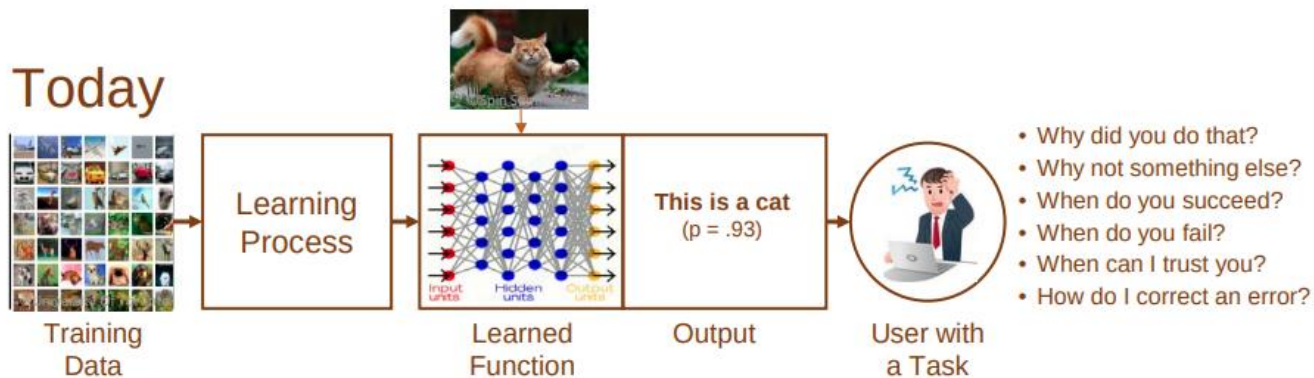 Today
Learning
Process
Input
units
Hidden
units
Output
units
This is a cat
(p = .93)
• Why did you do that?
• Why not something else?
• When do you succeed?
• When do you fail?
• When can I trust you?
• How do I correct an error?
Training
Data
Learned
Function
Output
User with
a Task